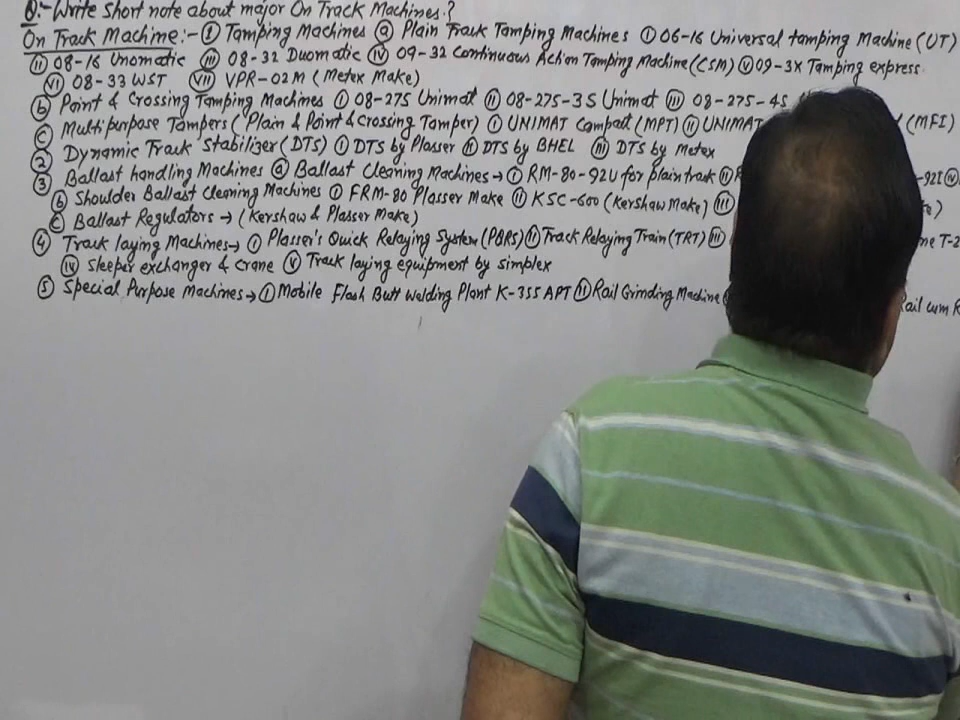 Q:- Write short note about major On Track Machines.?
On Track Machine:- ① Tamping Machines ⓐ Plain Track Tamping Machines ⓘ 06-16 Universal tamping Machine (UT)
ⓘⓘ 08-16 Unomatic ⓘⓘⓘ 08-32 Duomatic ⓘⓥ 09-32 Continuous Action Tamping Machine (CSM) ⓥ 09-3X Tamping express
ⓥⓘ 08-33 WST ⓥⓘⓘ VPR-02M (Metex Make)
ⓑ Point & Crossing Tamping Machines ⓘ 08-275 Unimat ⓘⓘ 08-275-3S Unimat ⓘⓘⓘ 08-275-4S
ⓒ Multipurpose Tampers (Plain & Point & Crossing Tamper) ⓘ UNIMAT Compact (MPT) ⓘⓘ UNIMAT (MFI)
② Dynamic Track Stabilizer (DTS) ⓘ DTS by Plasser ⓘⓘ DTS by BHEL ⓘⓘⓘ DTS by Metex
③ Ballast handling Machines ⓐ Ballast Cleaning Machines → ⓘ RM-80-92U for plain track ⓘⓘ -92I ⓘⓥ
ⓑ Shoulder Ballast Cleaning Machines ⓘ FRM-80 Plasser Make ⓘⓘ KSC-600 (Kershaw Make) ⓘⓘⓘ
ⓒ Ballast Regulators → (Kershaw & Plasser Make)
④ Track laying Machines → ⓘ Plasser's Quick Relaying System (PQRS) ⓘⓘ Track Relaying Train (TRT) ⓘⓘⓘ T-2
ⓘⓥ Sleeper exchanger & Crane ⓥ Track laying equipment by simplex
⑤ Special Purpose Machines → ⓘ Mobile Flash Butt Welding Plant K-355 APT ⓘⓘ Rail Grinding Machine Rail cum R